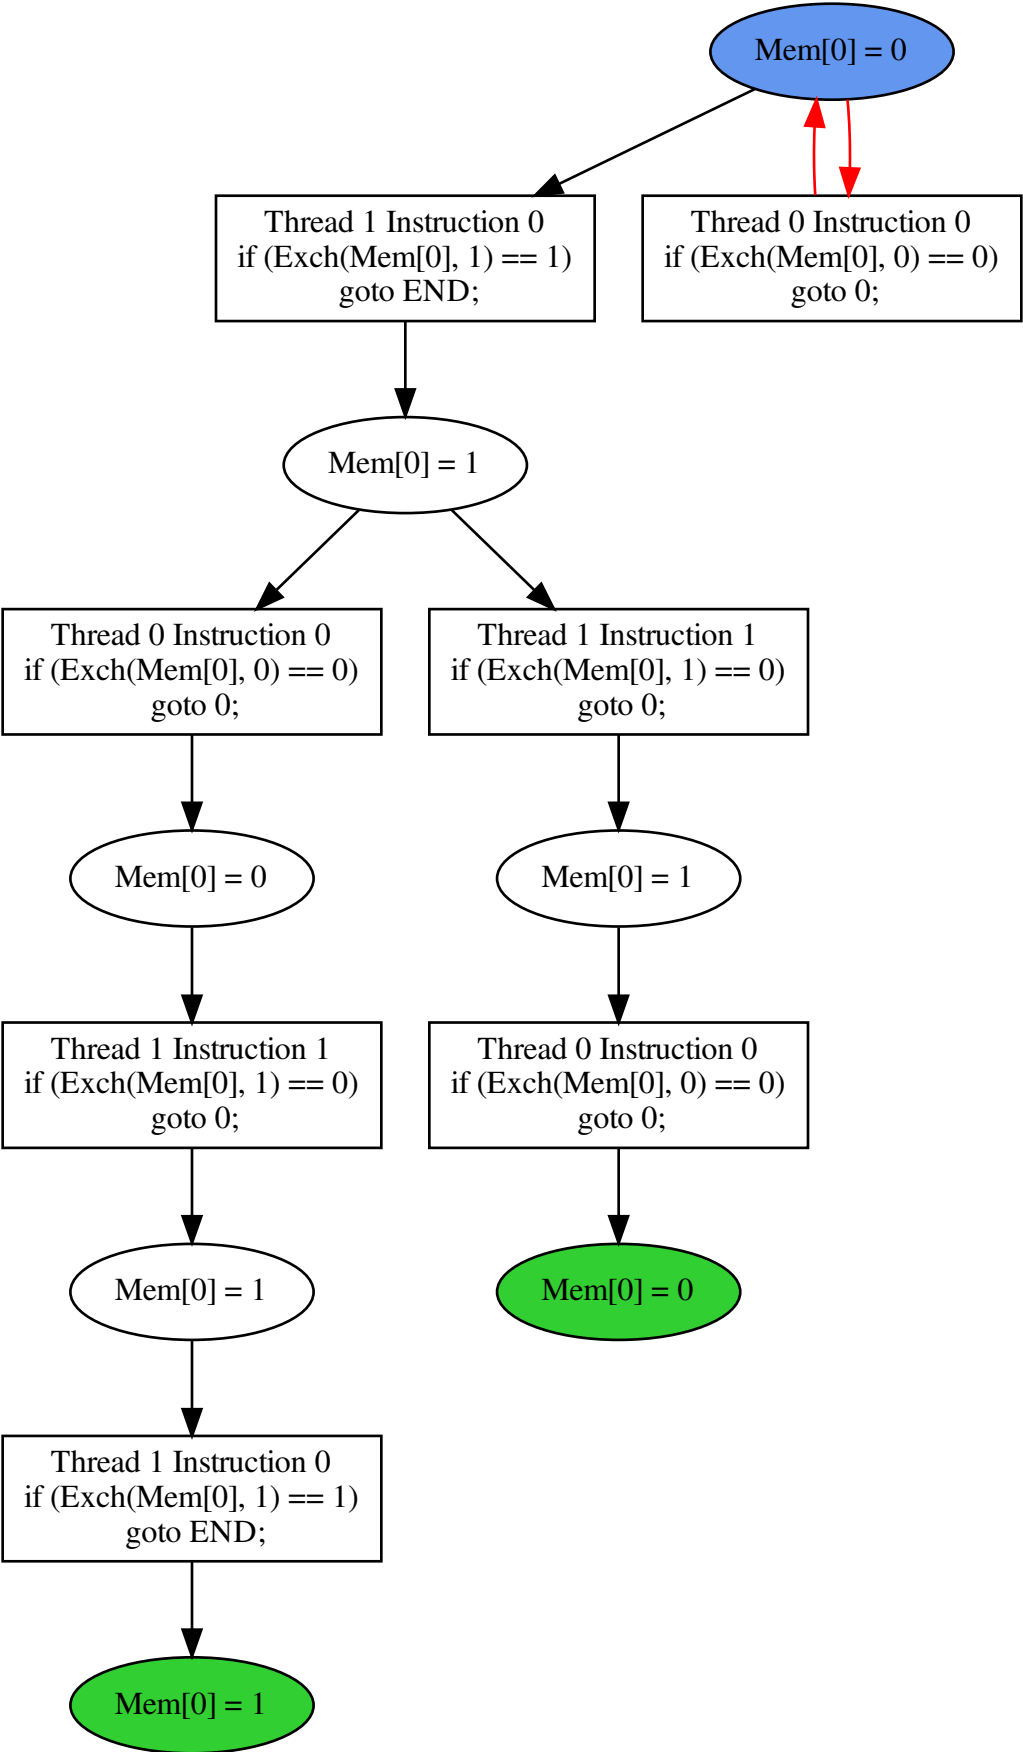 Mem[0] = 0
Thread 1 Instruction 0
if (Exch(Mem[0], 1) == 1)
goto END;
Thread 0 Instruction 0
if (Exch(Mem[0], 0) == 0)
goto 0;
Mem[0] = 1
Thread 0 Instruction 0
if (Exch(Mem[0], 0) == 0)
goto 0;
Thread 1 Instruction 1
if (Exch(Mem[0], 1) == 0)
goto 0;
Mem[0] = 0
Mem[0] = 1
Thread 1 Instruction 1
if (Exch(Mem[0], 1) == 0)
goto 0;
Thread 0 Instruction 0
if (Exch(Mem[0], 0) == 0)
goto 0;
Mem[0] = 1
Mem[0] = 0
Thread 1 Instruction 0
if (Exch(Mem[0], 1) == 1)
goto END;
Mem[0] = 1